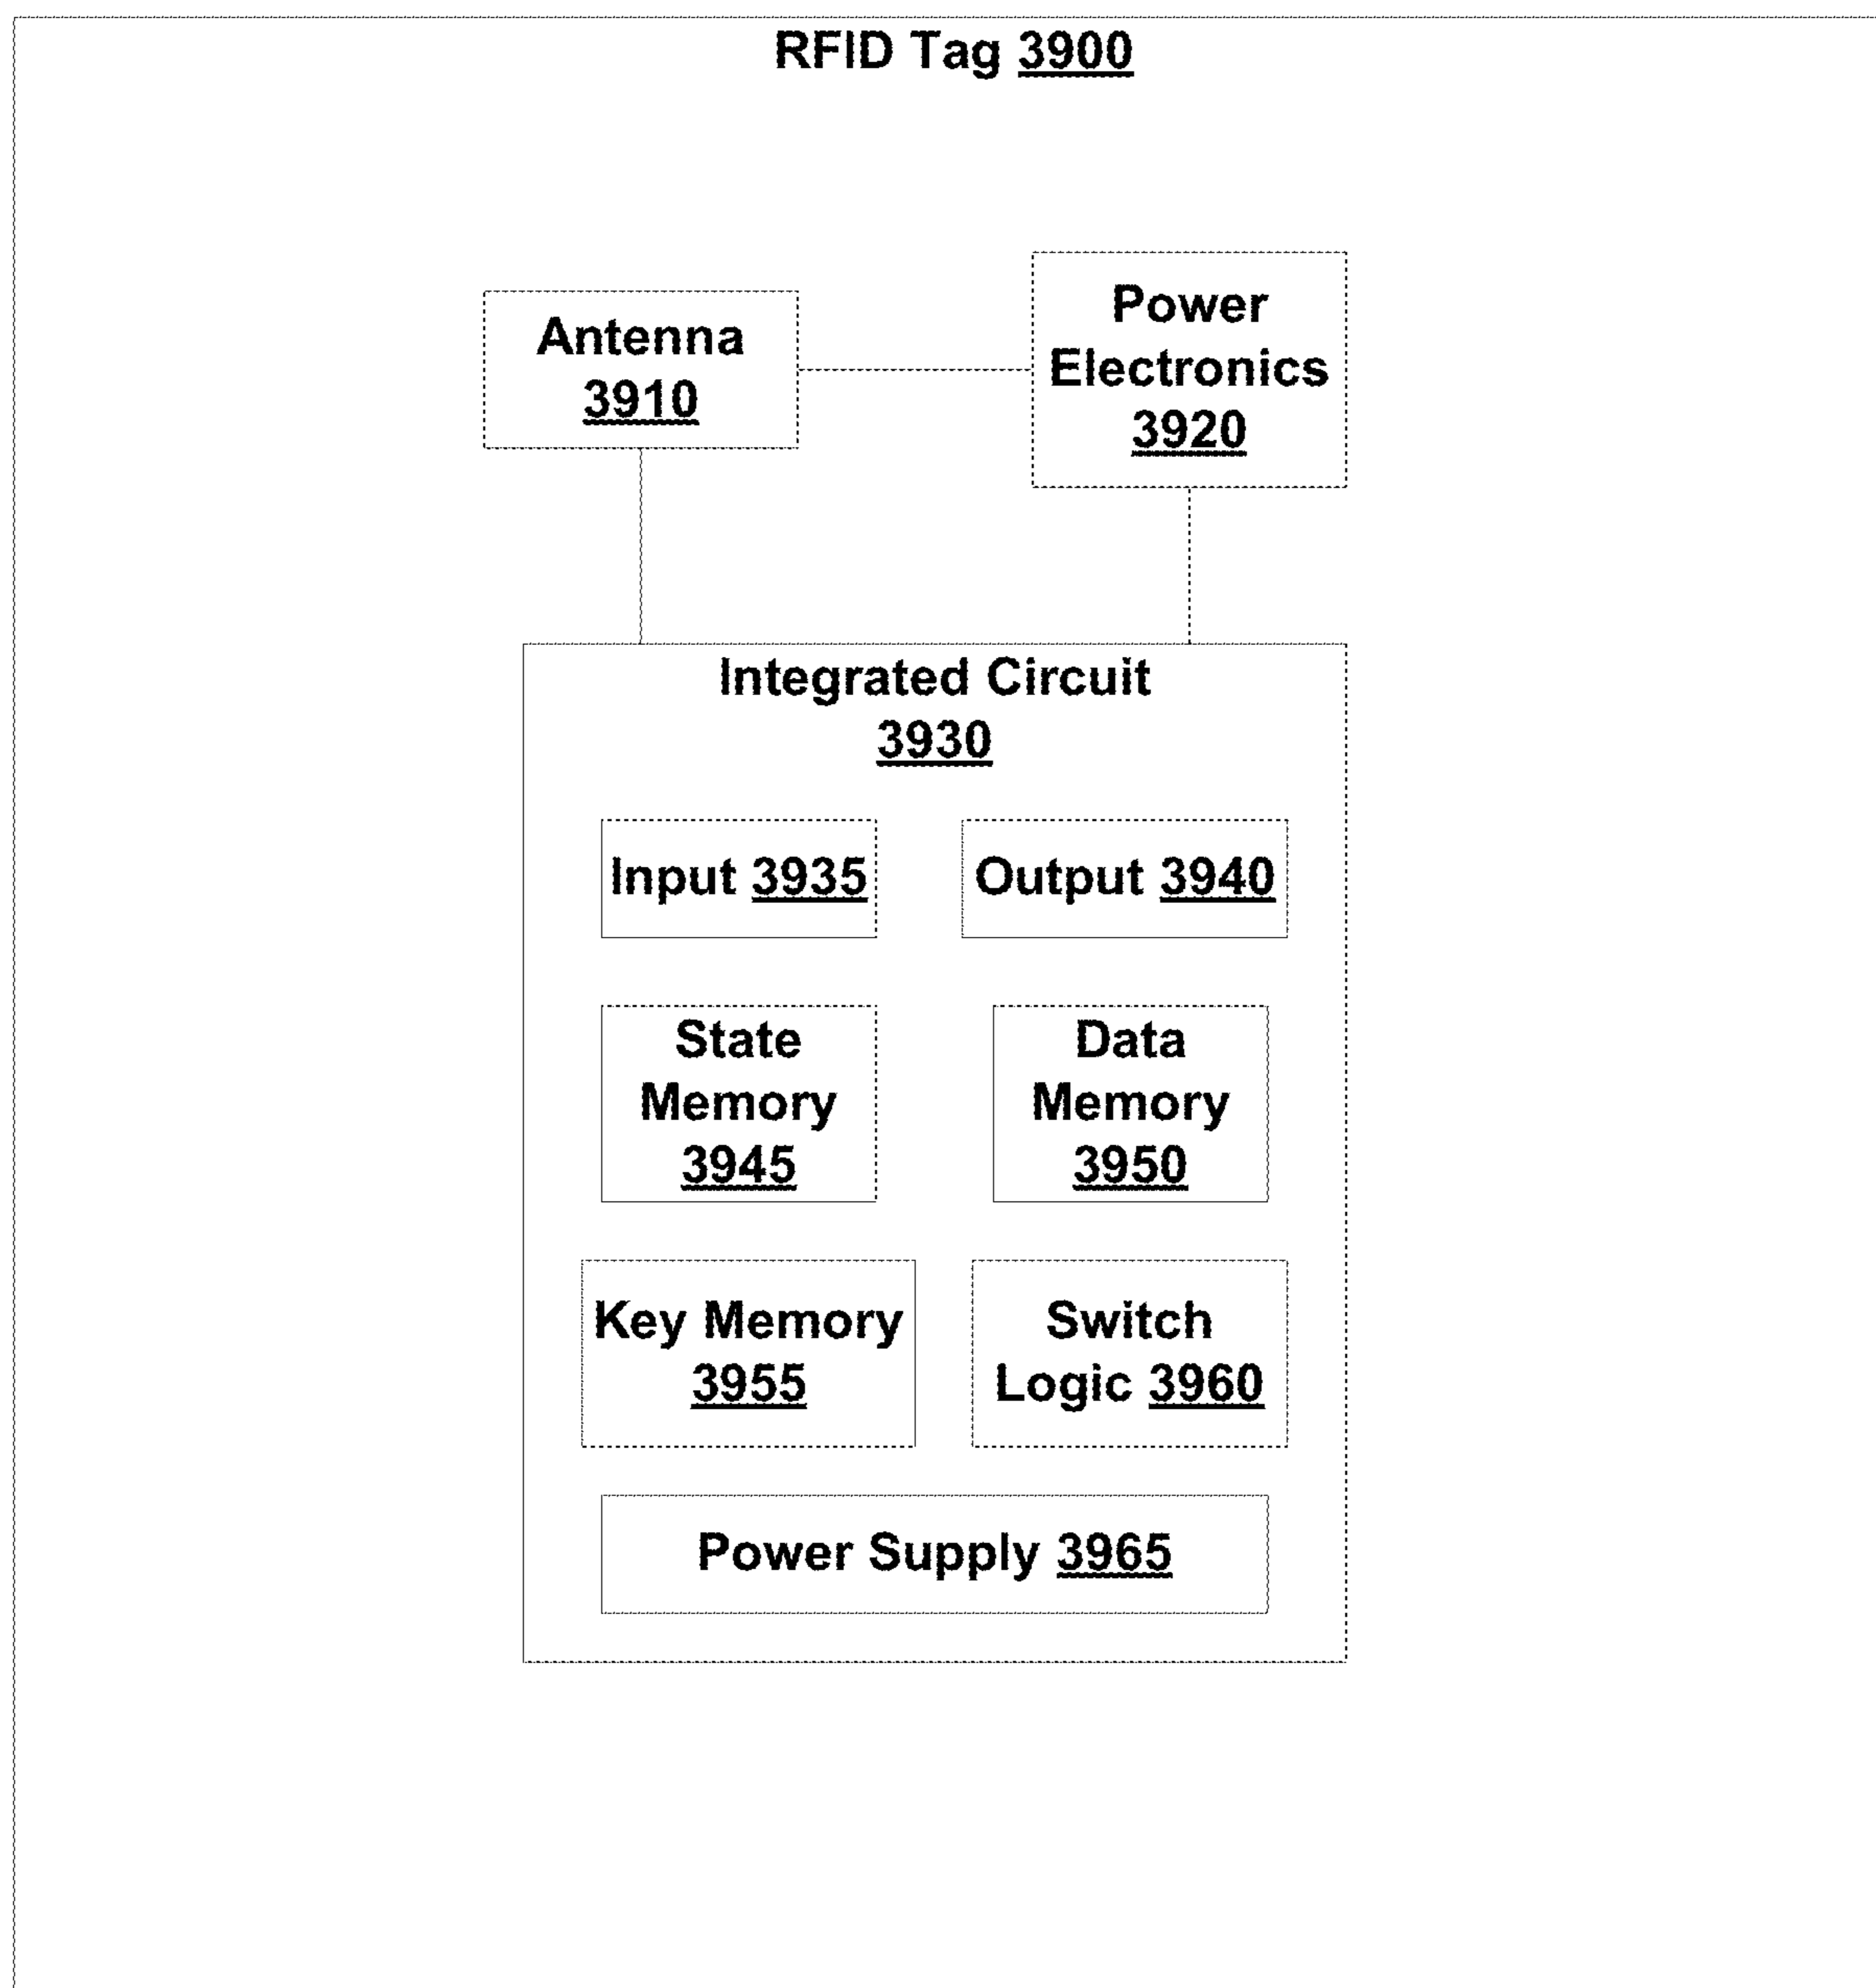 RFID Tag 3900
Antenna
3910
Power
Electronics
3920
Integrated Circuit
3930
Input 3935
Output 3940
State
Memory
3945
Data
Memory
3950
Key Memory
3955
Switch
Logic 3960
Power Supply 3965